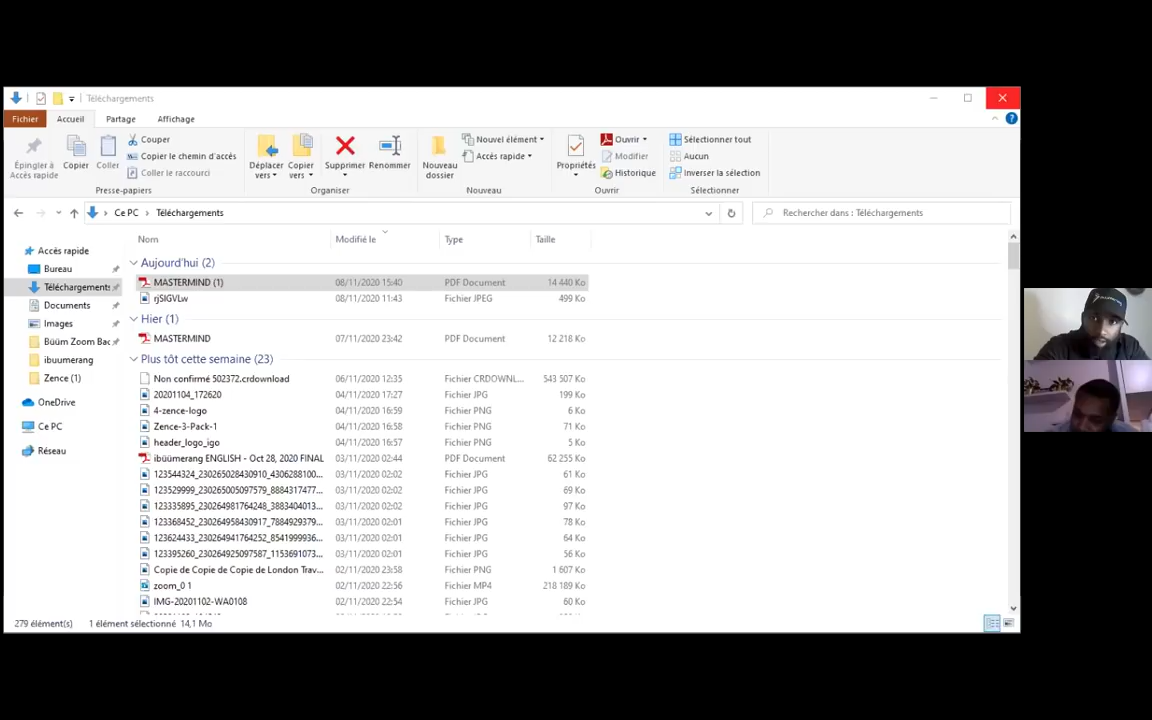 Téléchargements
Fichier Accueil Partage Affichage
Épingler à Accès rapide
Copier
Coller
Couper
Copier le chemin d'accès
Coller le raccourci
Presse-papiers
Déplacer vers
Copier vers
Supprimer
Renommer
Organiser
Nouveau dossier
Nouvel élément
Accès rapide
Nouveau
Propriétés
Ouvrir
Modifier
Historique
Ouvrir
Sélectionner tout
Aucun
Inverser la sélection
Sélectionner
Ce PC > Téléchargements
Rechercher dans : Téléchargements
Accès rapide
Bureau
Téléchargements
Documents
Images
Büüm Zoom Bac
ibuumerang
Zence (1)
OneDrive
Ce PC
Réseau
Nom Modifié le Type Taille
Aujourd'hui (2)
MASTERMIND (1) 08/11/2020 15:40 PDF Document 14 440 Ko
rjSIGVLw 08/11/2020 11:43 Fichier JPEG 499 Ko
Hier (1)
MASTERMIND 07/11/2020 23:42 PDF Document 12 218 Ko
Plus tôt cette semaine (23)
Non confirmé 502372.crdownload 06/11/2020 12:35 Fichier CRDOWNL... 543 507 Ko
20201104_172620 04/11/2020 17:27 Fichier JPG 199 Ko
4-zence-logo 04/11/2020 16:59 Fichier PNG 6 Ko
Zence-3-Pack-1 04/11/2020 16:58 Fichier PNG 71 Ko
header_logo_igo 04/11/2020 16:57 Fichier PNG 5 Ko
ibüümerang ENGLISH - Oct 28, 2020 FINAL 03/11/2020 02:44 PDF Document 62 255 Ko
123544324_230265028430910_4306288100... 03/11/2020 02:02 Fichier JPG 61 Ko
123529999_230265005097579_8884317477... 03/11/2020 02:02 Fichier JPG 69 Ko
123335895_230264981764248_3883404013... 03/11/2020 02:02 Fichier JPG 97 Ko
123368452_230264958430917_7884929379... 03/11/2020 02:01 Fichier JPG 78 Ko
123624433_230264941764252_8541999936... 03/11/2020 02:01 Fichier JPG 64 Ko
123395260_230264925097587_1153691073... 03/11/2020 02:01 Fichier JPG 56 Ko
Copie de Copie de Copie de London Trav... 02/11/2020 23:58 Fichier PNG 1 607 Ko
zoom_0 1 02/11/2020 22:56 Fichier MP4 218 189 Ko
IMG-20201102-WA0108 02/11/2020 22:54 Fichier JPG 60 Ko
279 élément(s) 1 élément sélectionné 14,1 Mo